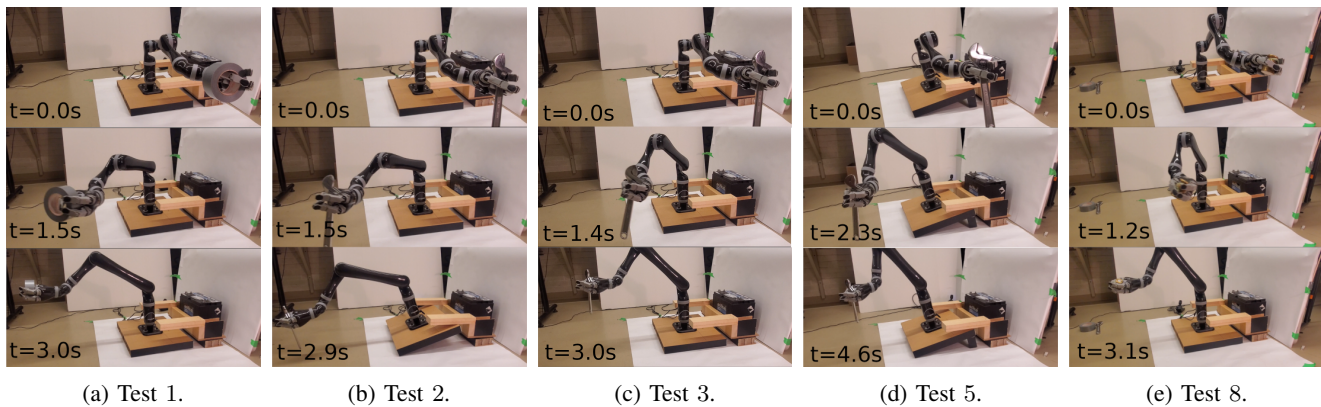 t=0.0s t=0.0s t=0.0s t=0.0s t=0.0s
t=1.5s t=1.5s t=1.4s t=2.3s t=1.2s
t=3.0s t=2.9s t=3.0s t=4.6s t=3.1s
(a) Test 1. (b) Test 2. (c) Test 3. (d) Test 5. (e) Test 8.